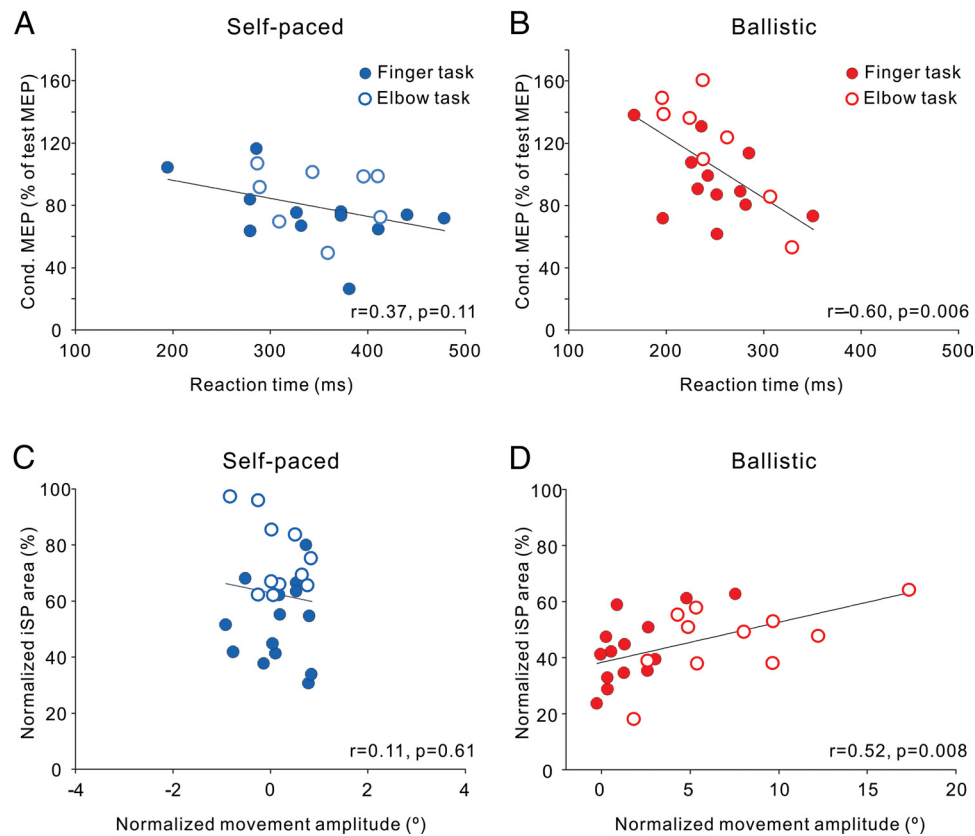 A
Self-paced
Finger task
Elbow task
160
120
80
40
0
Cond. MEP (% of test MEP)
r=0.37, p=0.11
100
200
300
400
500
Reaction time (ms)
B
Ballistic
Finger task
Elbow task
160
120
80
40
0
Cond. MEP (% of test MEP)
r=–0.60, p=0.006
100
200
300
400
500
Reaction time (ms)
C
Self-paced
100
80
60
40
20
0
Normalized iSP area (%)
r=0.11, p=0.61
-4
-2
0
2
4
Normalized movement amplitude (º)
D
Ballistic
100
80
60
40
20
0
Normalized iSP area (%)
r=0.52, p=0.008
0
5
10
15
20
Normalized movement amplitude (º)